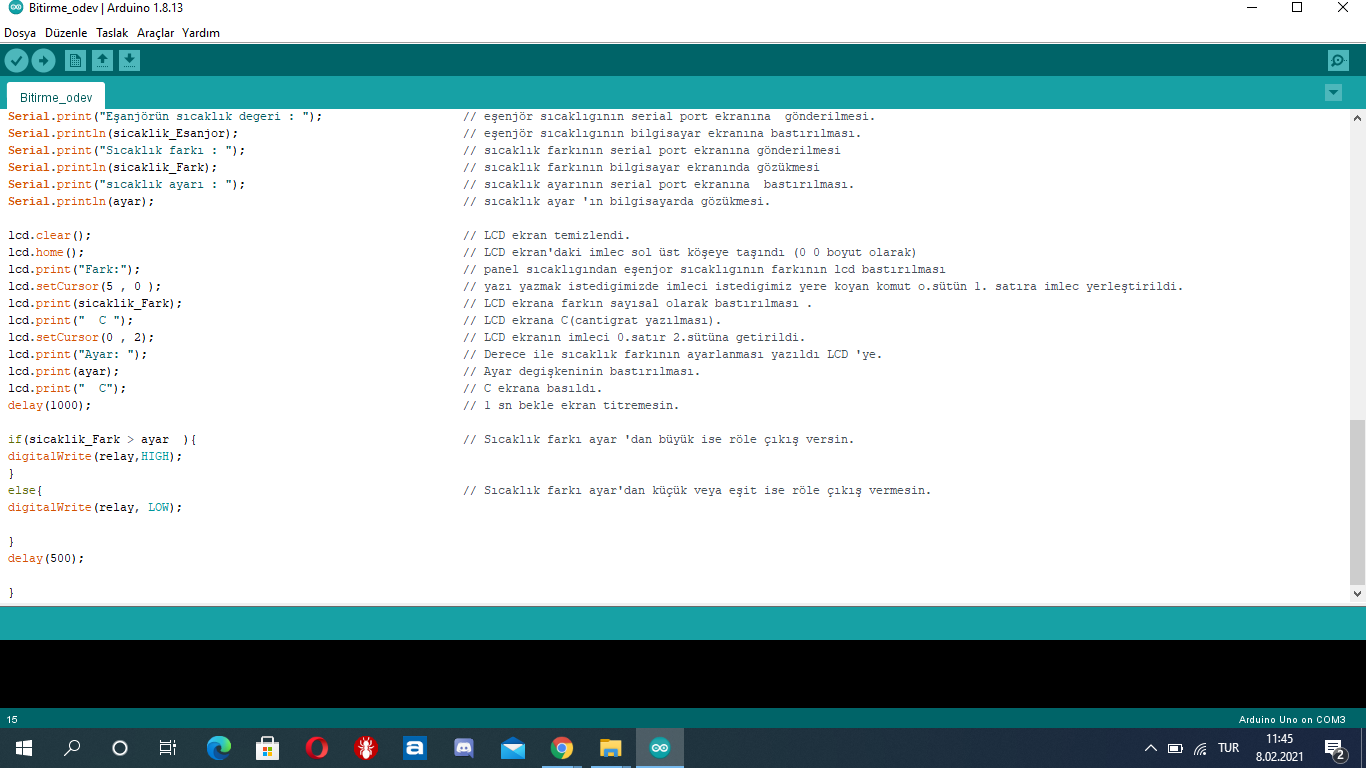 Bitirme_odev | Arduino 1.8.13
Dosya Düzenle Taslak Araçlar Yardım
Bitirme_odev
Serial.print("Eşanjörün sıcaklık degeri : "); // eşenjör sıcaklıgının serial port ekranına  gönderilmesi.
Serial.println(sicaklik_Esanjor); // eşenjör sıcaklıgının bilgisayar ekranına bastırılması.
Serial.print("Sıcaklık farkı : "); // sıcaklık farkının serial port ekranına gönderilmesi
Serial.println(sicaklik_Fark); // sıcaklık farkının bilgisayar ekranında gözükmesi
Serial.print("sıcaklık ayarı : "); // sıcaklık ayarının serial port ekranına  bastırılması.
Serial.println(ayar); // sıcaklık ayar 'ın bilgisayarda gözükmesi.
lcd.clear(); // LCD ekran temizlendi.
lcd.home(); // LCD ekran'daki imlec sol üst köşeye taşındı (0 0 boyut olarak)
lcd.print("Fark:"); // panel sıcaklıgından eşenjor sıcaklıgının farkının lcd bastırılması
lcd.setCursor(5 , 0 ); // yazı yazmak istedigimizde imleci istedigimiz yere koyan komut o.sütün 1. satıra imlec yerleştirildi.
lcd.print(sicaklik_Fark); // LCD ekrana farkın sayısal olarak bastırılması .
lcd.print("  C "); // LCD ekrana C(cantigrat yazılması).
lcd.setCursor(0 , 2); // LCD ekranın imleci 0.satır 2.sütüna getirildi.
lcd.print("Ayar: "); // Derece ile sıcaklık farkının ayarlanması yazıldı LCD 'ye.
lcd.print(ayar); // Ayar degişkeninin bastırılması.
lcd.print("  C"); // C ekrana basıldı.
delay(1000); // 1 sn bekle ekran titremesin.
if(sicaklik_Fark > ayar  ){ // Sıcaklık farkı ayar 'dan büyük ise röle çıkış versin.
digitalWrite(relay,HIGH);
}
else{ // Sıcaklık farkı ayar'dan küçük veya eşit ise röle çıkış vermesin.
digitalWrite(relay, LOW);
}
delay(500);
}
15 Arduino Uno on COM3
TUR 11:45
8.02.2021
2